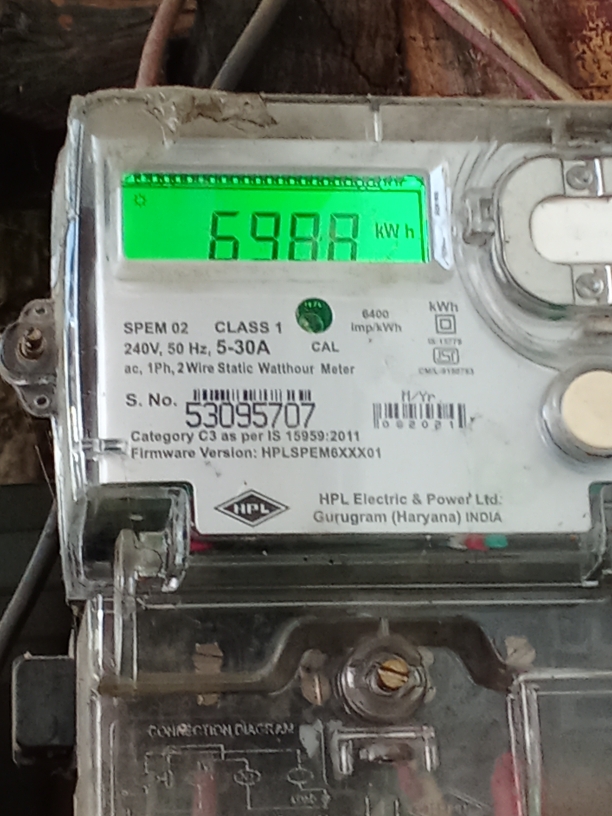 6988 kWh
6400
imp/kWh
kWh
SPEM 02 CLASS 1
240V, 50 Hz, 5-30A CAL
ac, 1Ph, 2 Wire Static Watthour Meter
S. No. 53095707
M/Yr.
062021
Category C3 as per IS 15959:2011
Firmware Version: HPLSPEM6XXX01
HPL
HPL Electric & Power Ltd.
Gurugram (Haryana) INDIA
CONNECTION DIAGRAM